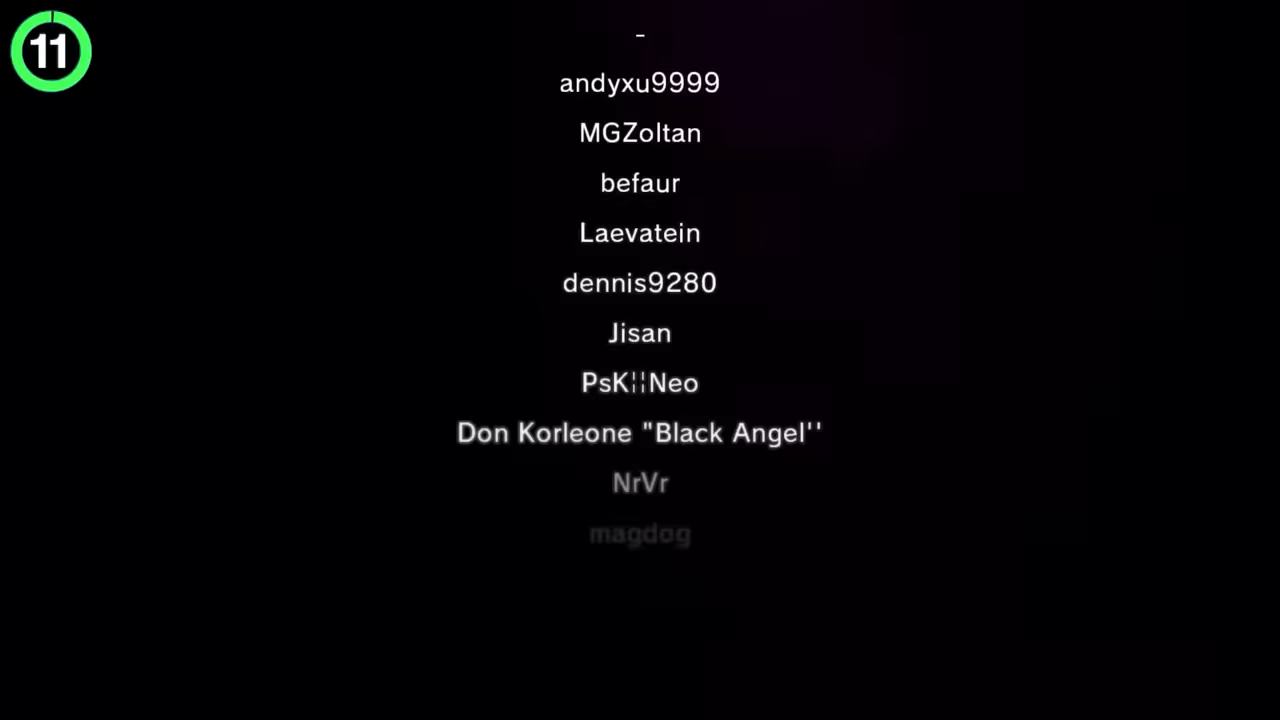 11
-
andyxu9999
MGZoltan
befaur
Laevatein
dennis9280
Jisan
PsK¦¦Neo
Don Korleone "Black Angel''
NrVr
magdog